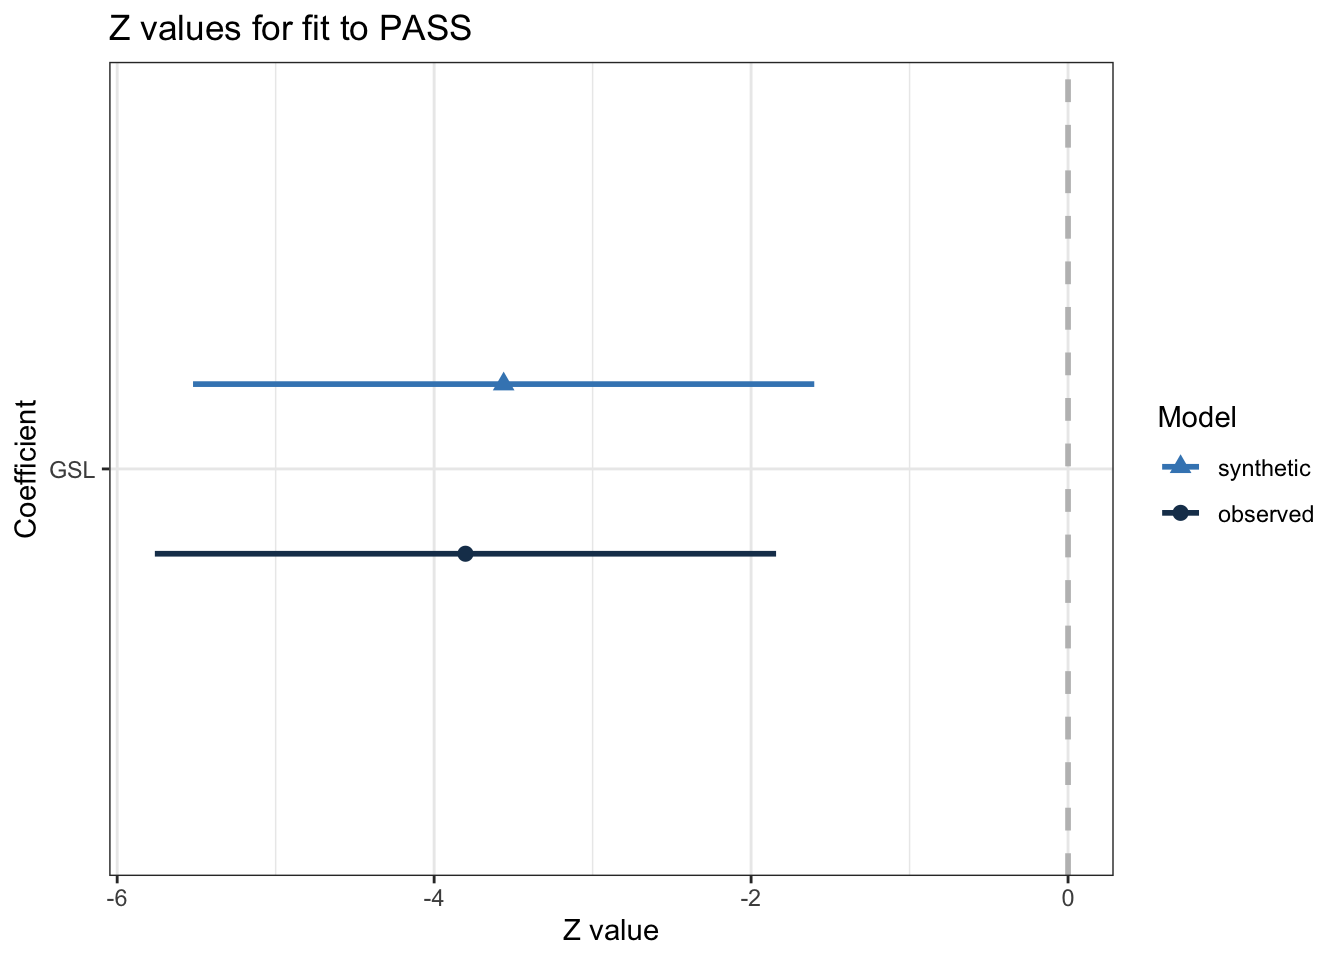 Z values for fit to PASS
Coefficient
GSL
-6 -4 -2 0
Z value
Model
synthetic
observed